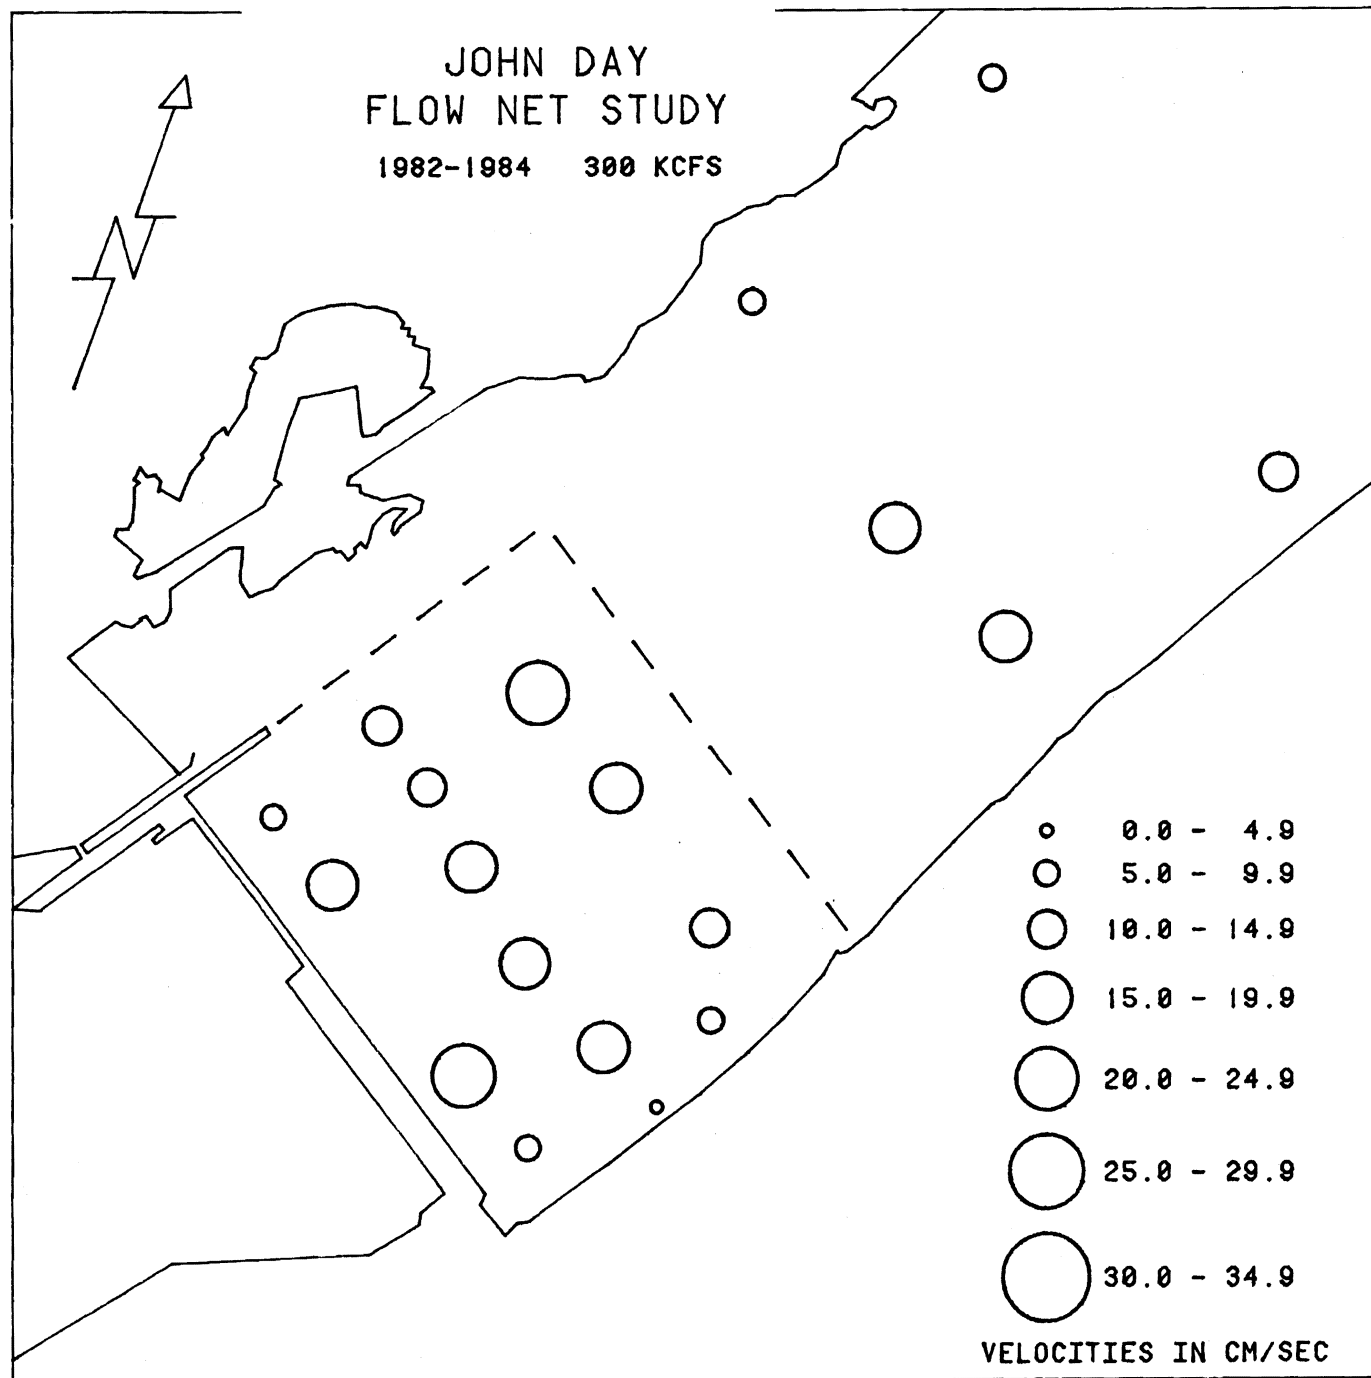 JOHN DAY
FLOW NET STUDY
1982-1984 300 KCFS
N
0.0 - 4.9
5.0 - 9.9
10.0 - 14.9
15.0 - 19.9
20.0 - 24.9
25.0 - 29.9
30.0 - 34.9
VELOCITIES IN CM/SEC